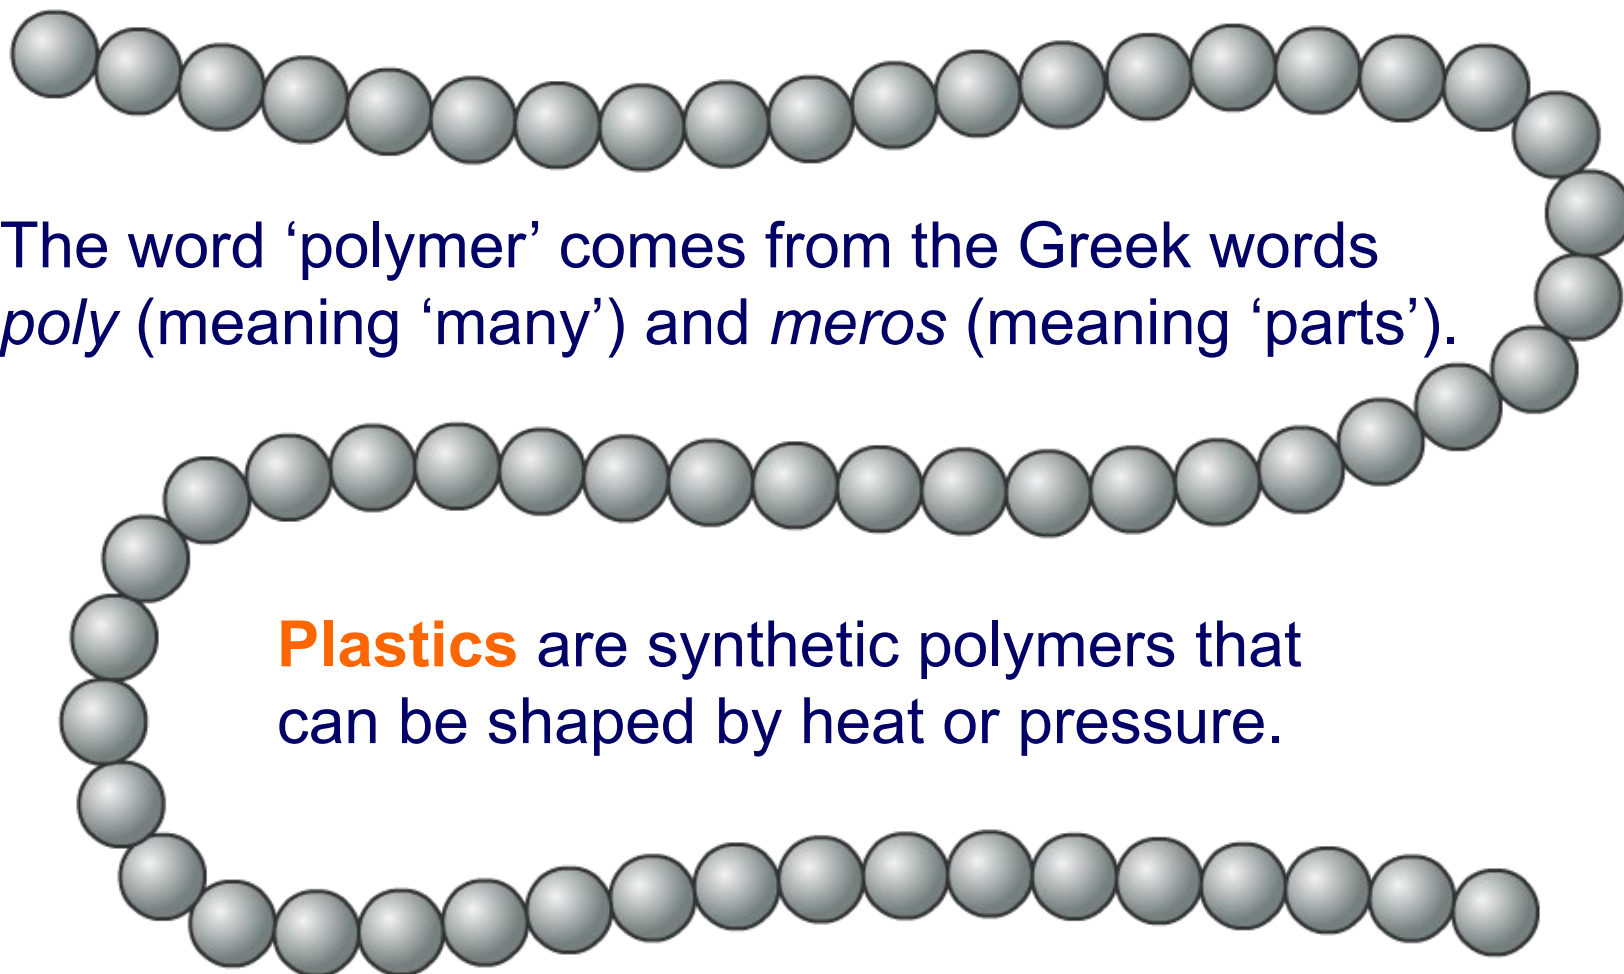 The word ‘polymer’ comes from the Greek words
poly (meaning ‘many’) and meros (meaning ‘parts’).
Plastics are synthetic polymers that
can be shaped by heat or pressure.